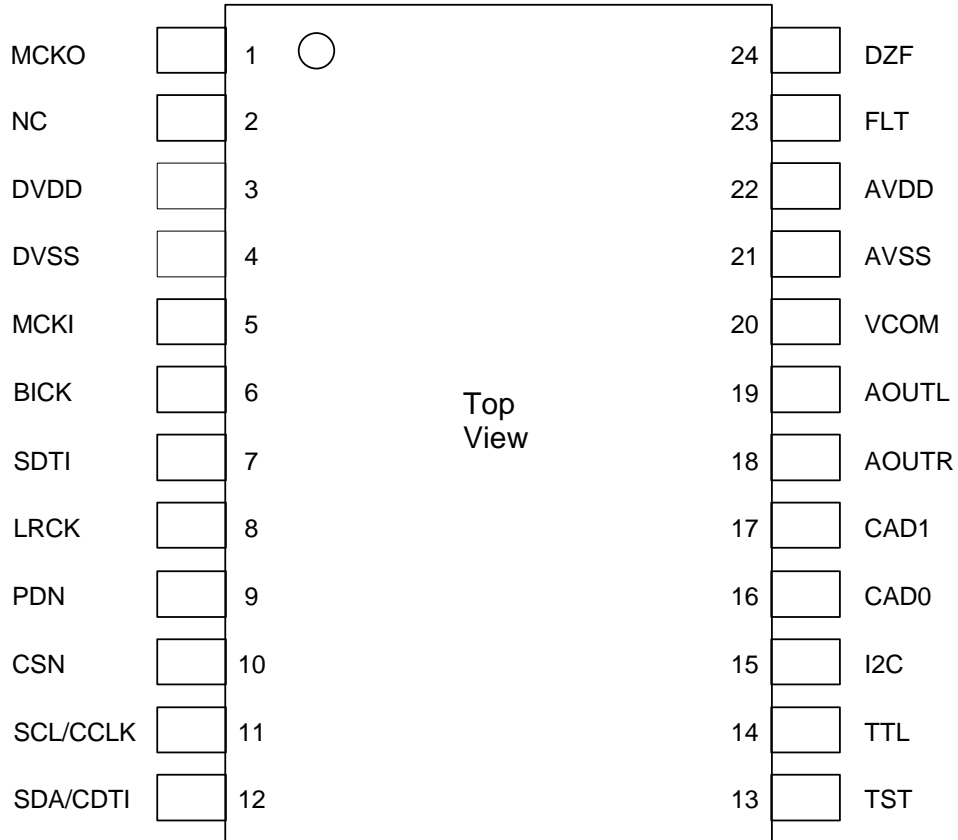 MCKO 1 24 DZF
NC 2 23 FLT
DVDD 3 22 AVDD
DVSS 4 21 AVSS
MCKI 5 20 VCOM
BICK 6 19 AOUTL
Top
View
SDTI 7 18 AOUTR
LRCK 8 17 CAD1
PDN 9 16 CAD0
CSN 10 15 I2C
SCL/CCLK 11 14 TTL
SDA/CDTI 12 13 TST